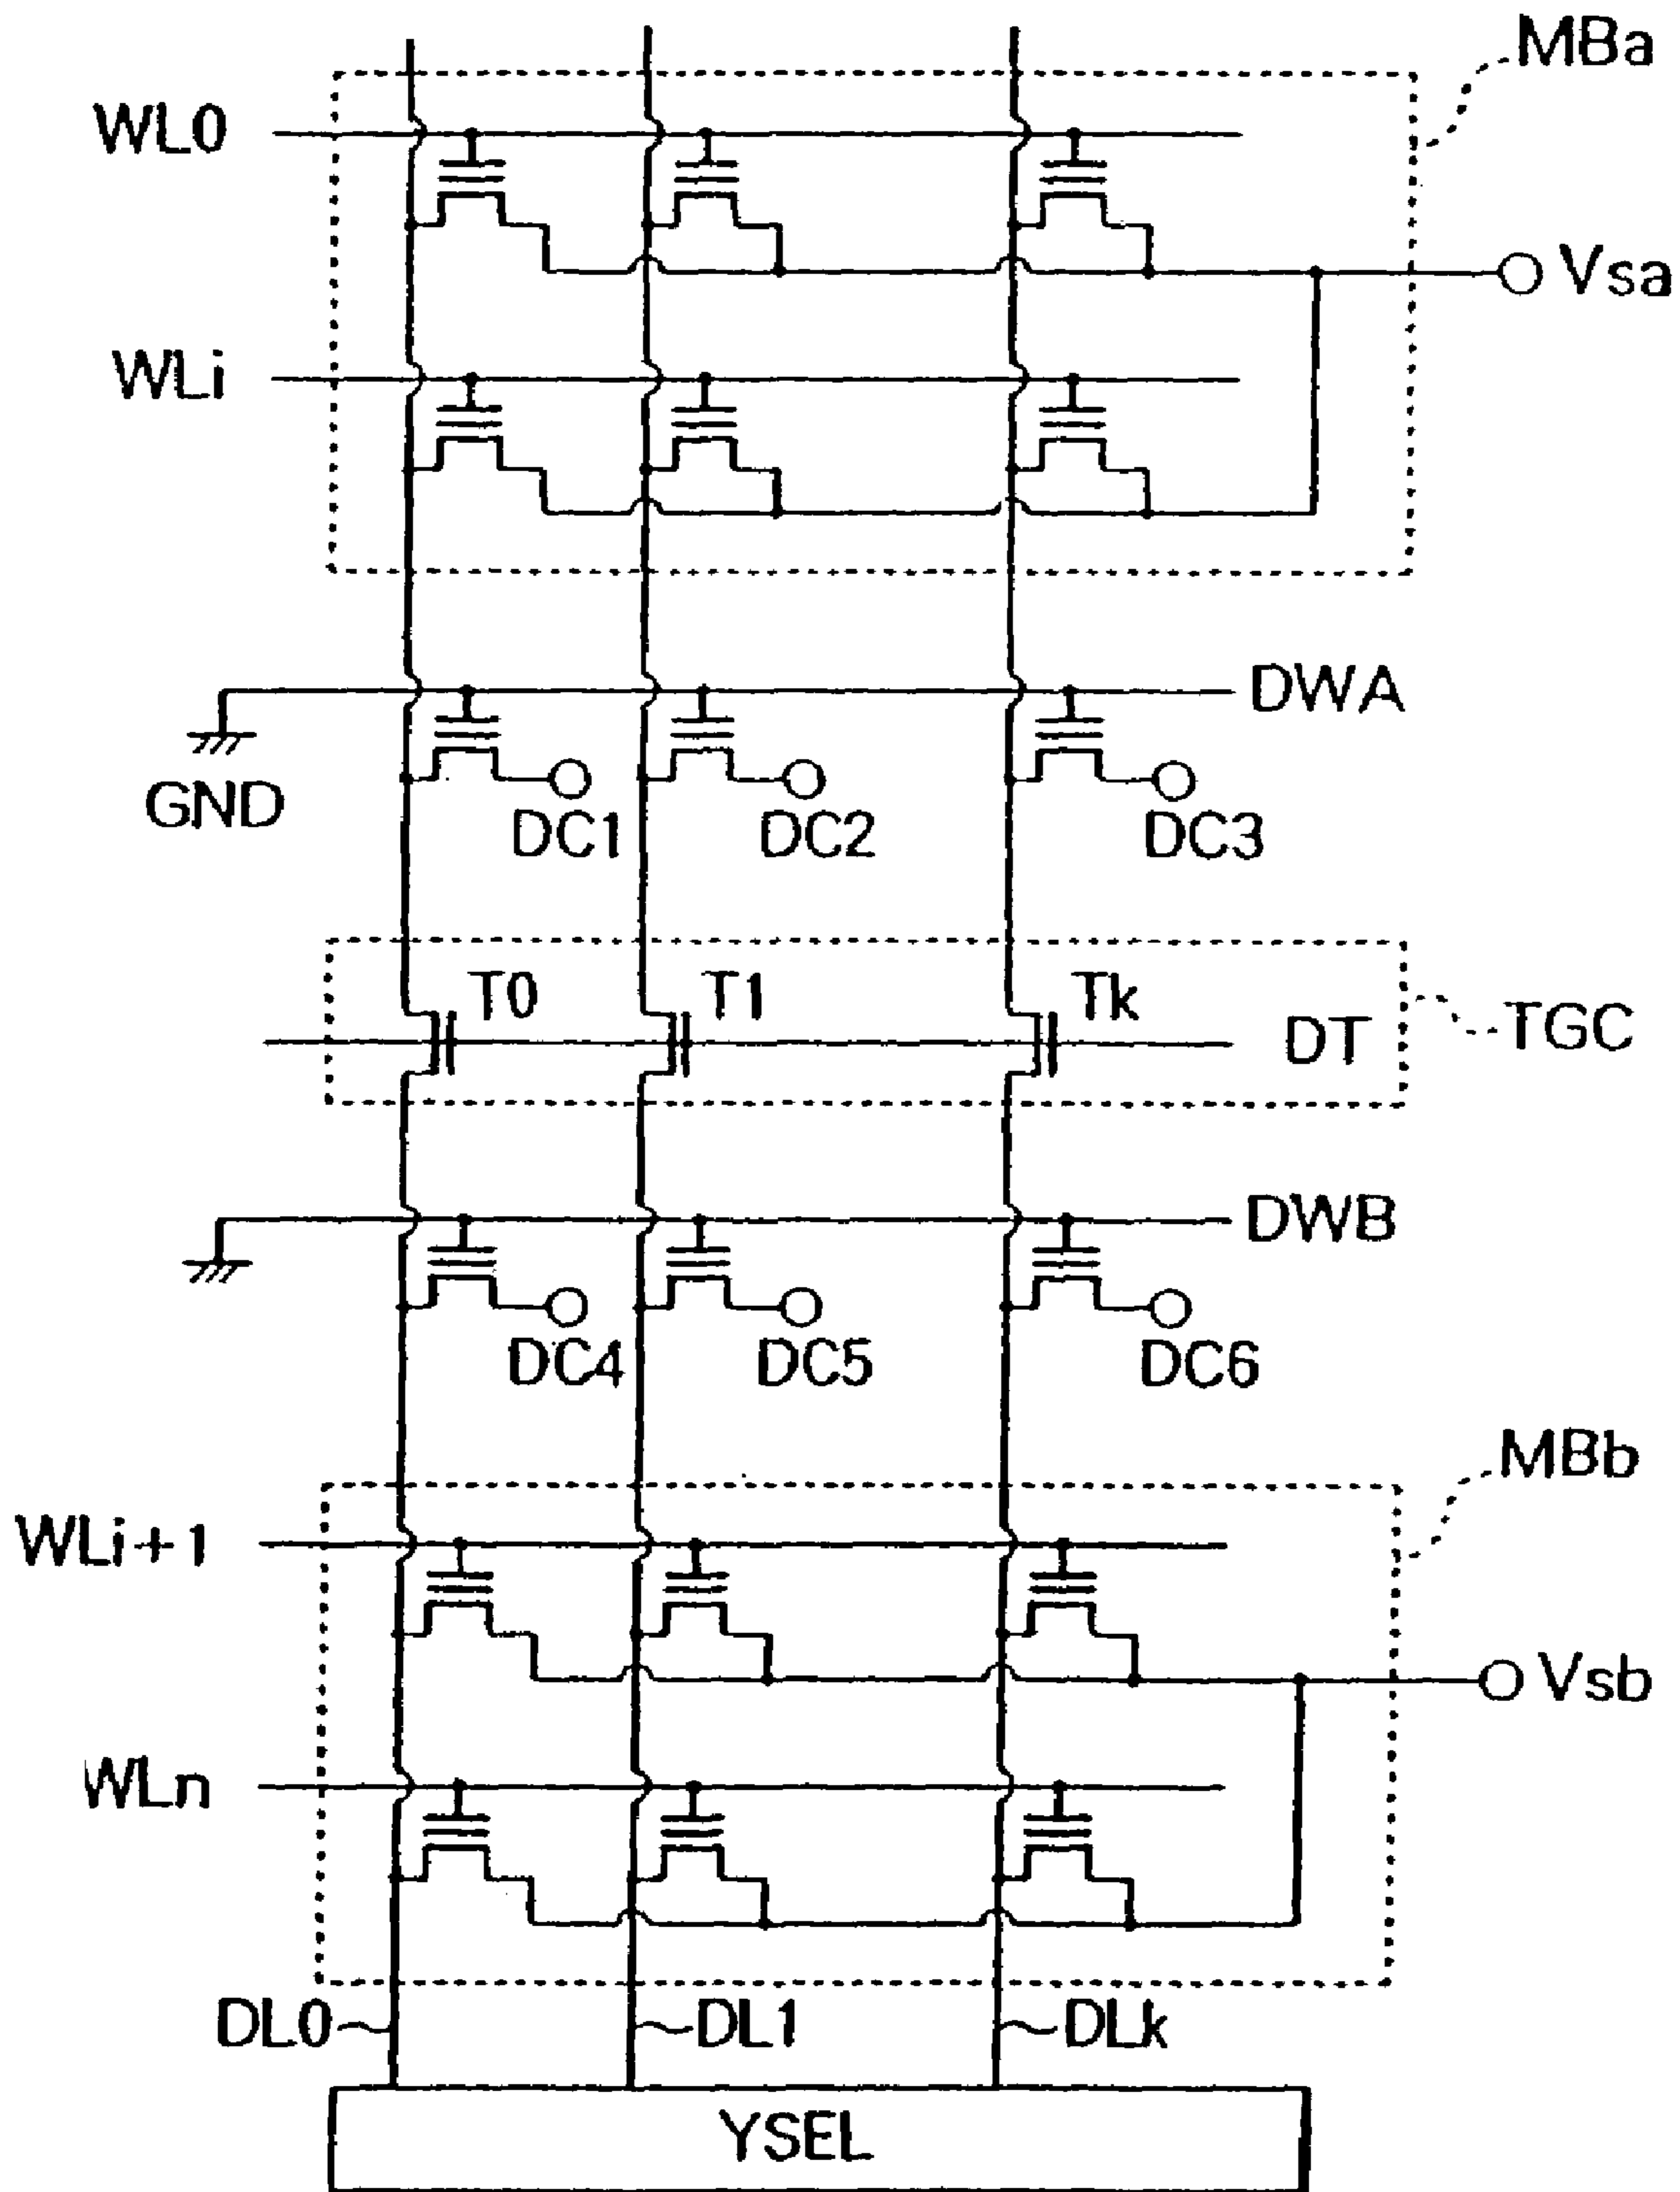 MBa
WL0
Vsa
WLi
DWA
GND
DC1 DC2 DC3
T0 T1 Tk
DT
TGC
DWB
DC4 DC5 DC6
MBb
WLi+1
Vsb
WLn
DL0 DL1 DLk
YSEL